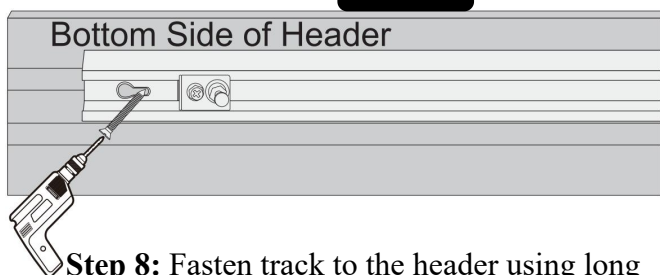 Bottom Side of Header
Step 8: Fasten track to the header using long